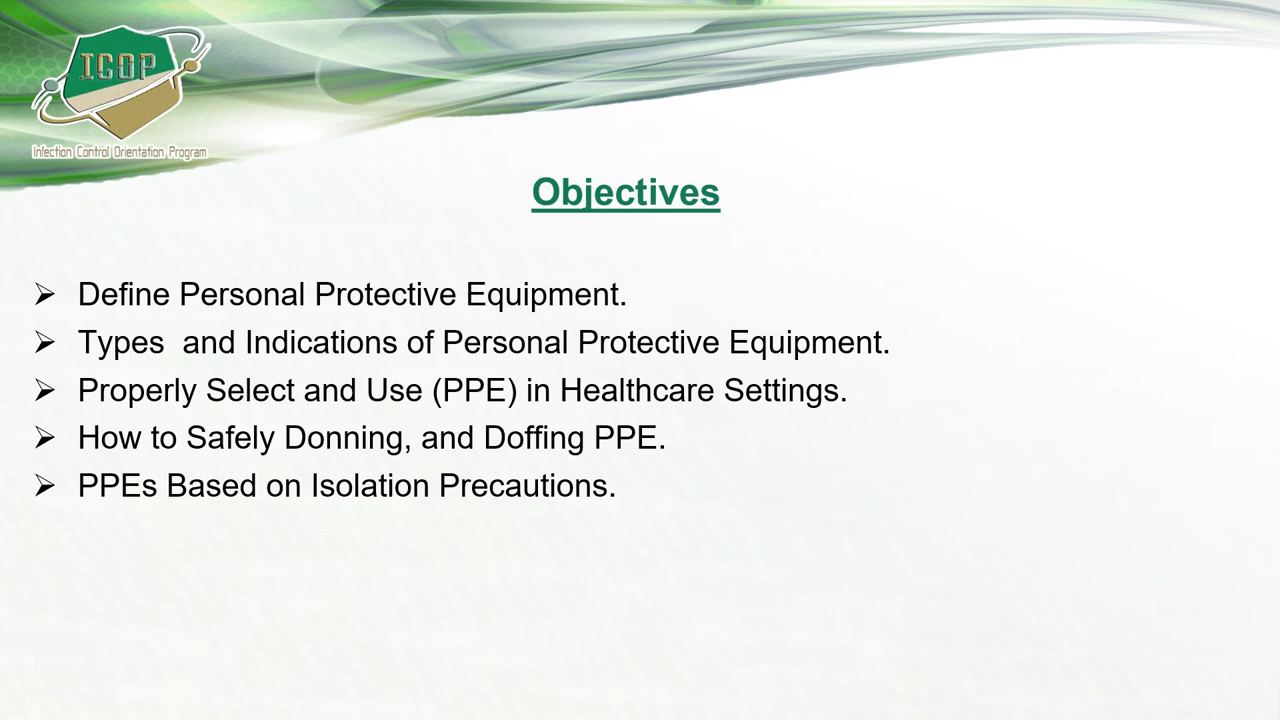 ICOP
Infection Control Orientation Program
Objectives
➢ Define Personal Protective Equipment.
➢ Types  and Indications of Personal Protective Equipment.
➢ Properly Select and Use (PPE) in Healthcare Settings.
➢ How to Safely Donning, and Doffing PPE.
➢ PPEs Based on Isolation Precautions.